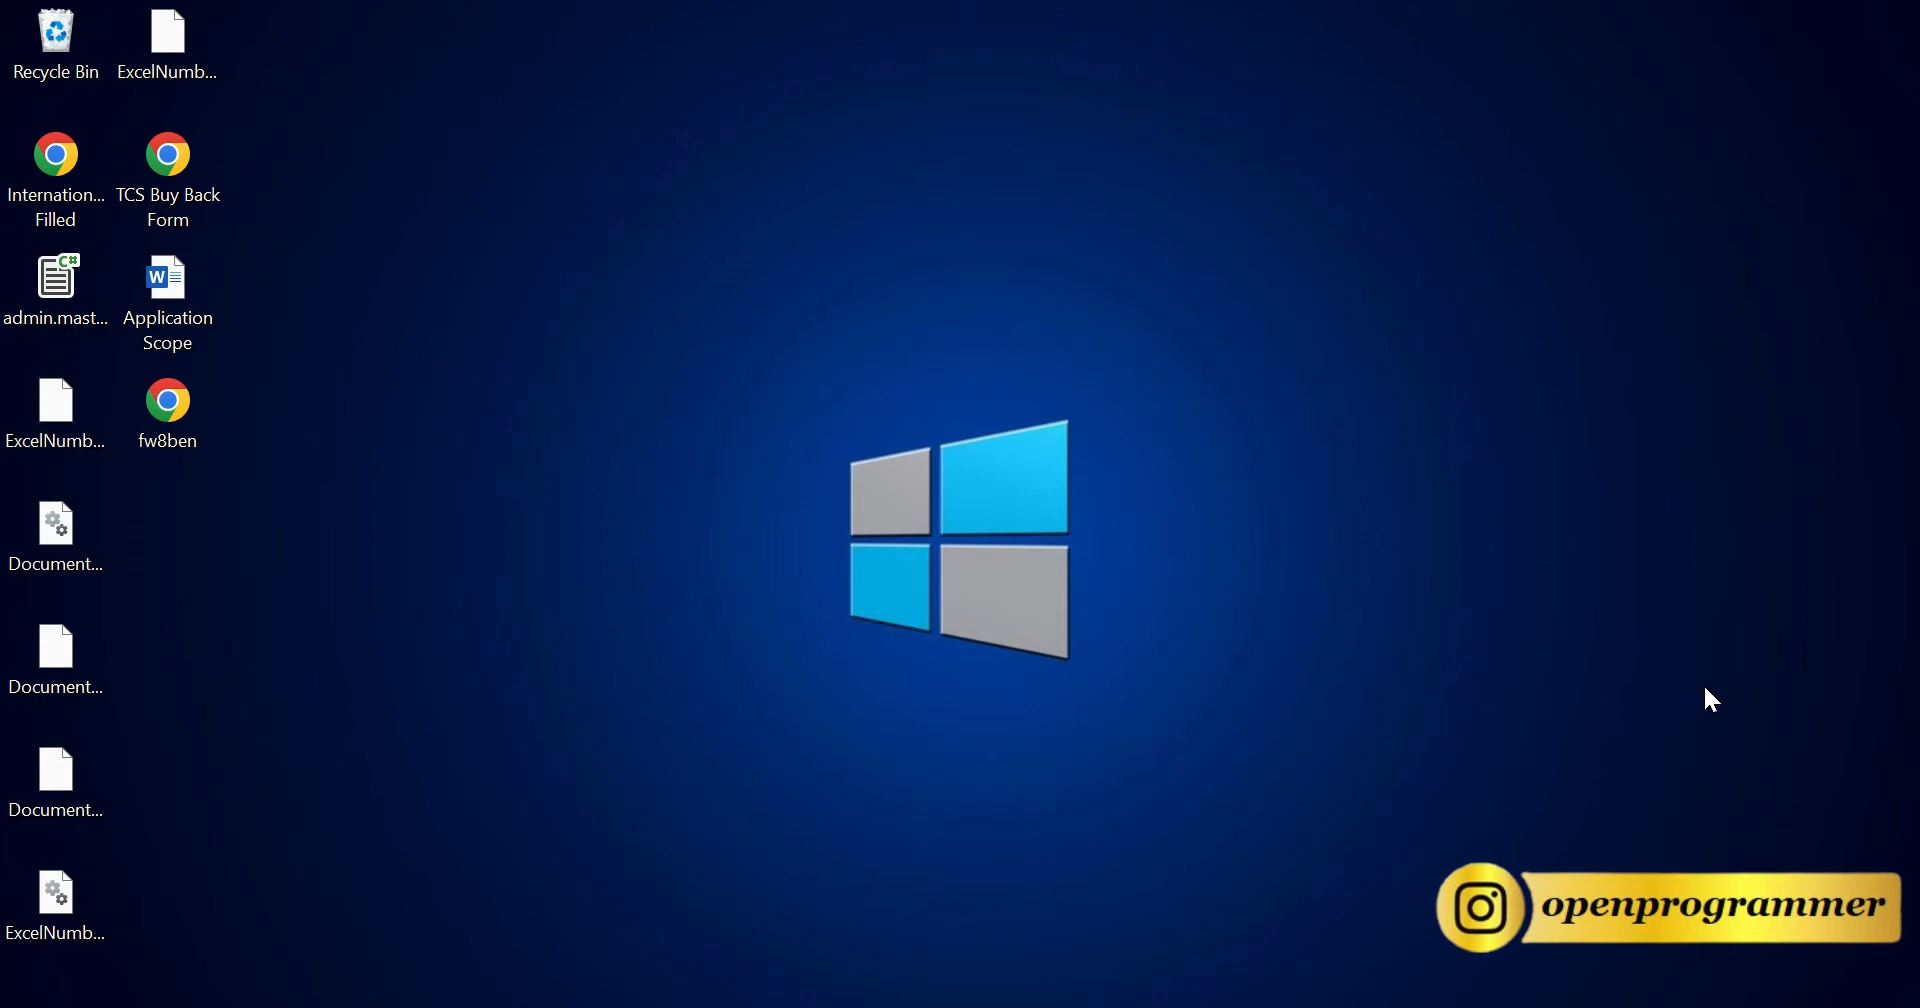 Recycle Bin
ExcelNumb...
Internation...
Filled
TCS Buy Back
Form
admin.mast...
Application
Scope
ExcelNumb...
fw8ben
Document...
Document...
Document...
ExcelNumb...
openprogrammer
W
C#